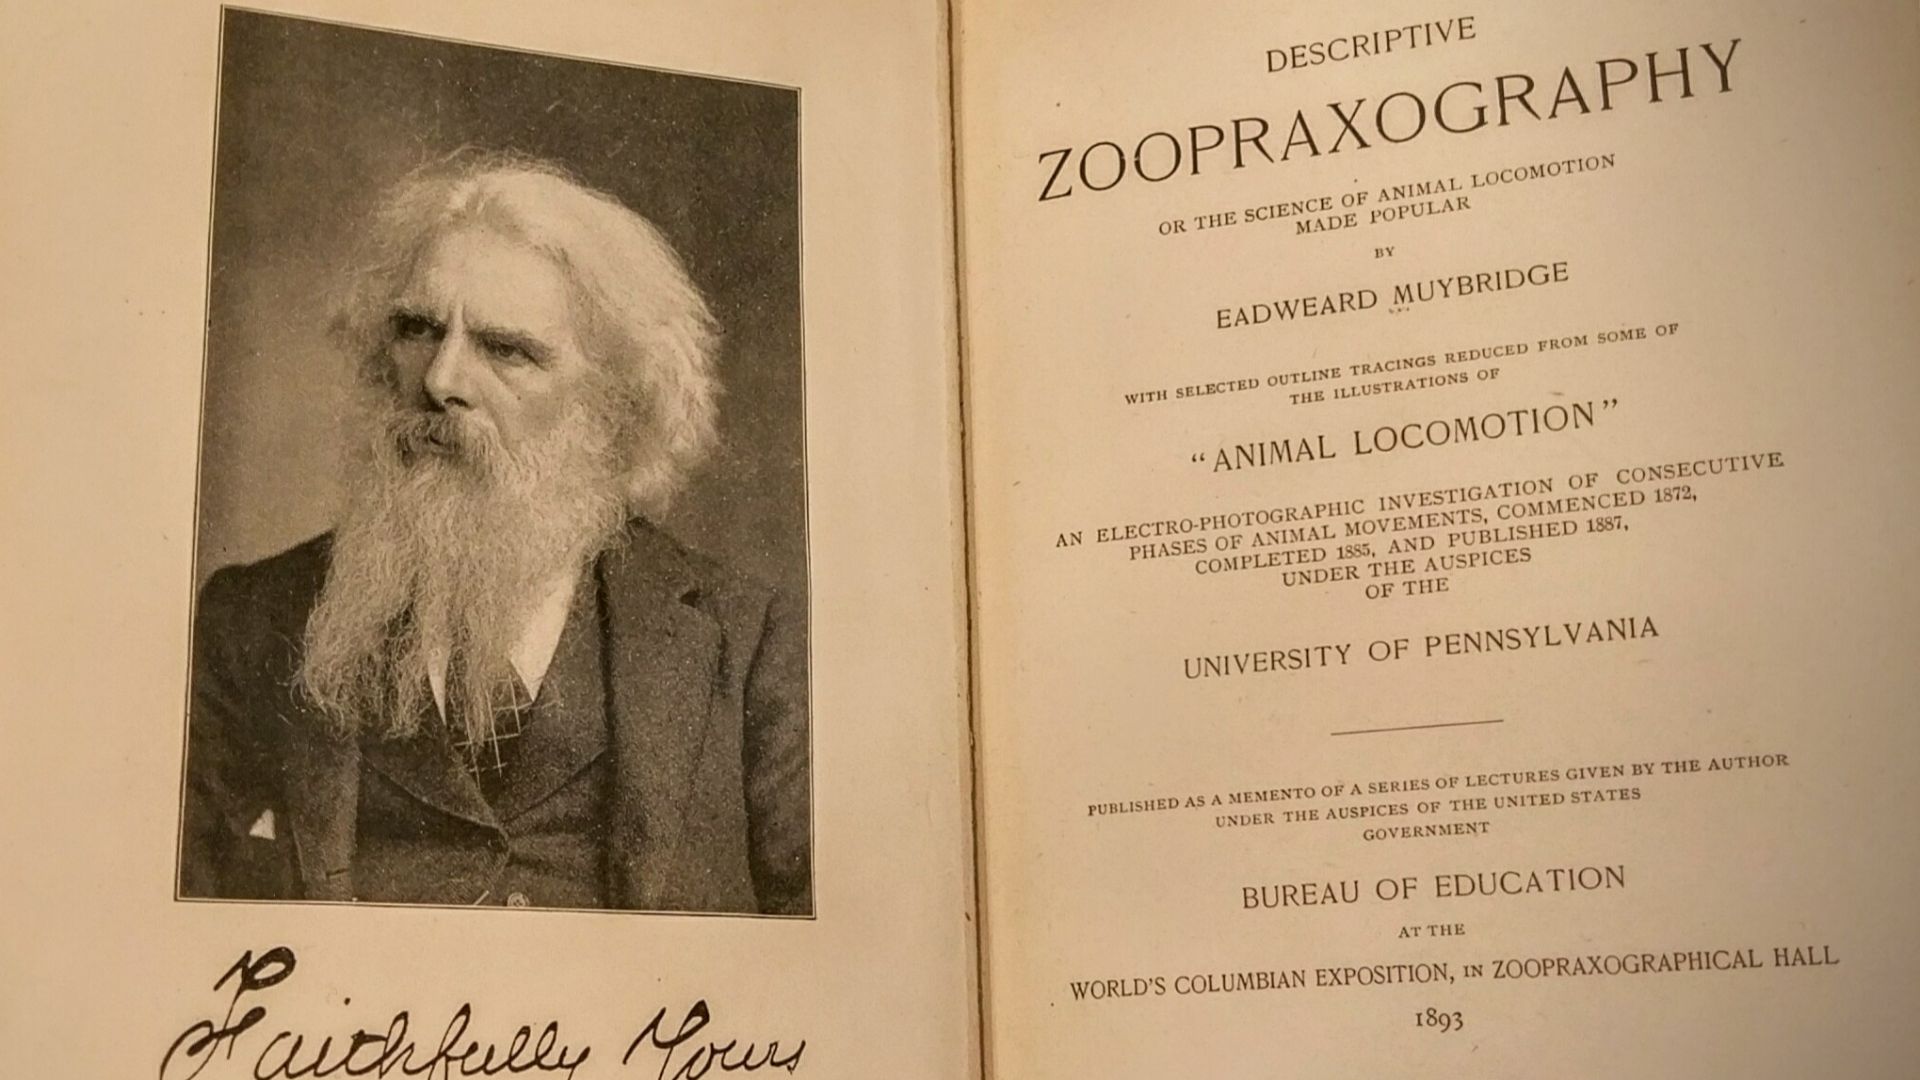 Faithfully Yours
DESCRIPTIVE
ZOOPRAXOGRAPHY
OR THE SCIENCE OF ANIMAL LOCOMOTION
MADE POPULAR
BY
EADWEARD MUYBRIDGE
WITH SELECTED OUTLINE TRACINGS REDUCED FROM SOME OF
THE ILLUSTRATIONS OF
“ANIMAL LOCOMOTION”
AN ELECTRO-PHOTOGRAPHIC INVESTIGATION OF CONSECUTIVE
PHASES OF ANIMAL MOVEMENTS, COMMENCED 1872,
COMPLETED 1885, AND PUBLISHED 1887,
UNDER THE AUSPICES
OF THE
UNIVERSITY OF PENNSYLVANIA
PUBLISHED AS A MEMENTO OF A SERIES OF LECTURES GIVEN BY THE AUTHOR
UNDER THE AUSPICES OF THE UNITED STATES
GOVERNMENT
BUREAU OF EDUCATION
AT THE
WORLD'S COLUMBIAN EXPOSITION, IN ZOOPRAXOGRAPHICAL HALL
1893